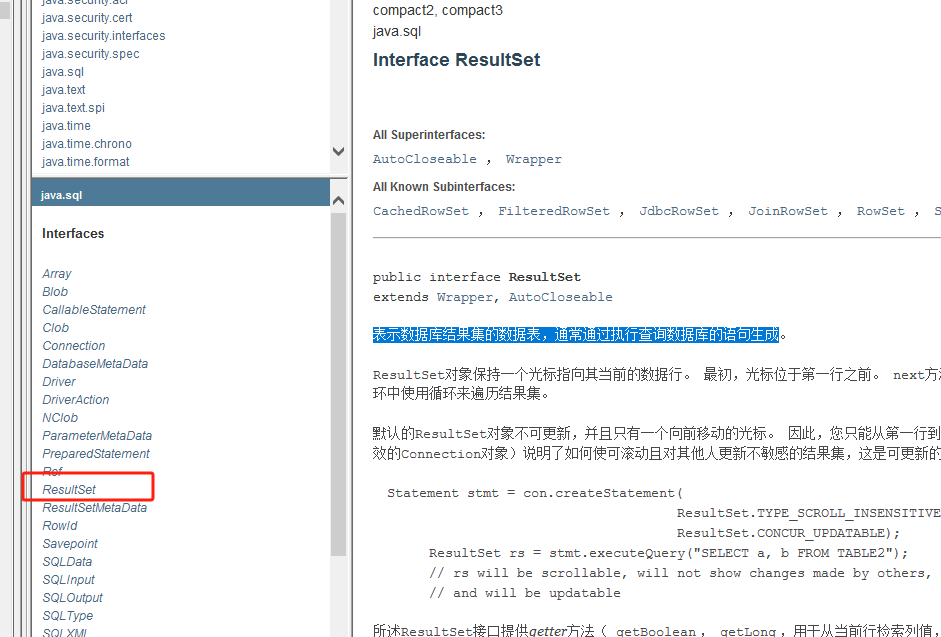 java.security.acl
java.security.cert
java.security.interfaces
java.security.spec
java.sql
java.text
java.text.spi
java.time
java.time.chrono
java.time.format
java.sql
Interfaces
Array
Blob
CallableStatement
Clob
Connection
DatabaseMetaData
Driver
DriverAction
NClob
ParameterMetaData
PreparedStatement
Ref
ResultSet
ResultSetMetaData
RowId
Savepoint
SQLData
SQLInput
SQLOutput
SQLType
SQLXML
compact2, compact3
java.sql
Interface ResultSet
All Superinterfaces:
AutoCloseable ， Wrapper
All Known Subinterfaces:
CachedRowSet ， FilteredRowSet ， JdbcRowSet ， JoinRowSet ， RowSet ， S
public interface ResultSet
extends Wrapper, AutoCloseable
表示数据库结果集的数据表，通常通过执行查询数据库的语句生成。
ResultSet对象保持一个光标指向其当前的数据行。 最初，光标位于第一行之前。 next方
环中使用循环来遍历结果集。
默认的ResultSet对象不可更新，并且只有一个向前移动的光标。 因此，您只能从第一行到
效的Connection对象）说明了如何使可滚动且对其他人更新不敏感的结果集，这是可更新的
Statement stmt = con.createStatement(
ResultSet.TYPE_SCROLL_INSENSITIVE
ResultSet.CONCUR_UPDATABLE);
ResultSet rs = stmt.executeQuery("SELECT a, b FROM TABLE2");
// rs will be scrollable, will not show changes made by others,
// and will be updatable
所述ResultSet接口提供getter方法（ getBoolean ， getLong ，用于从当前行检索列值，